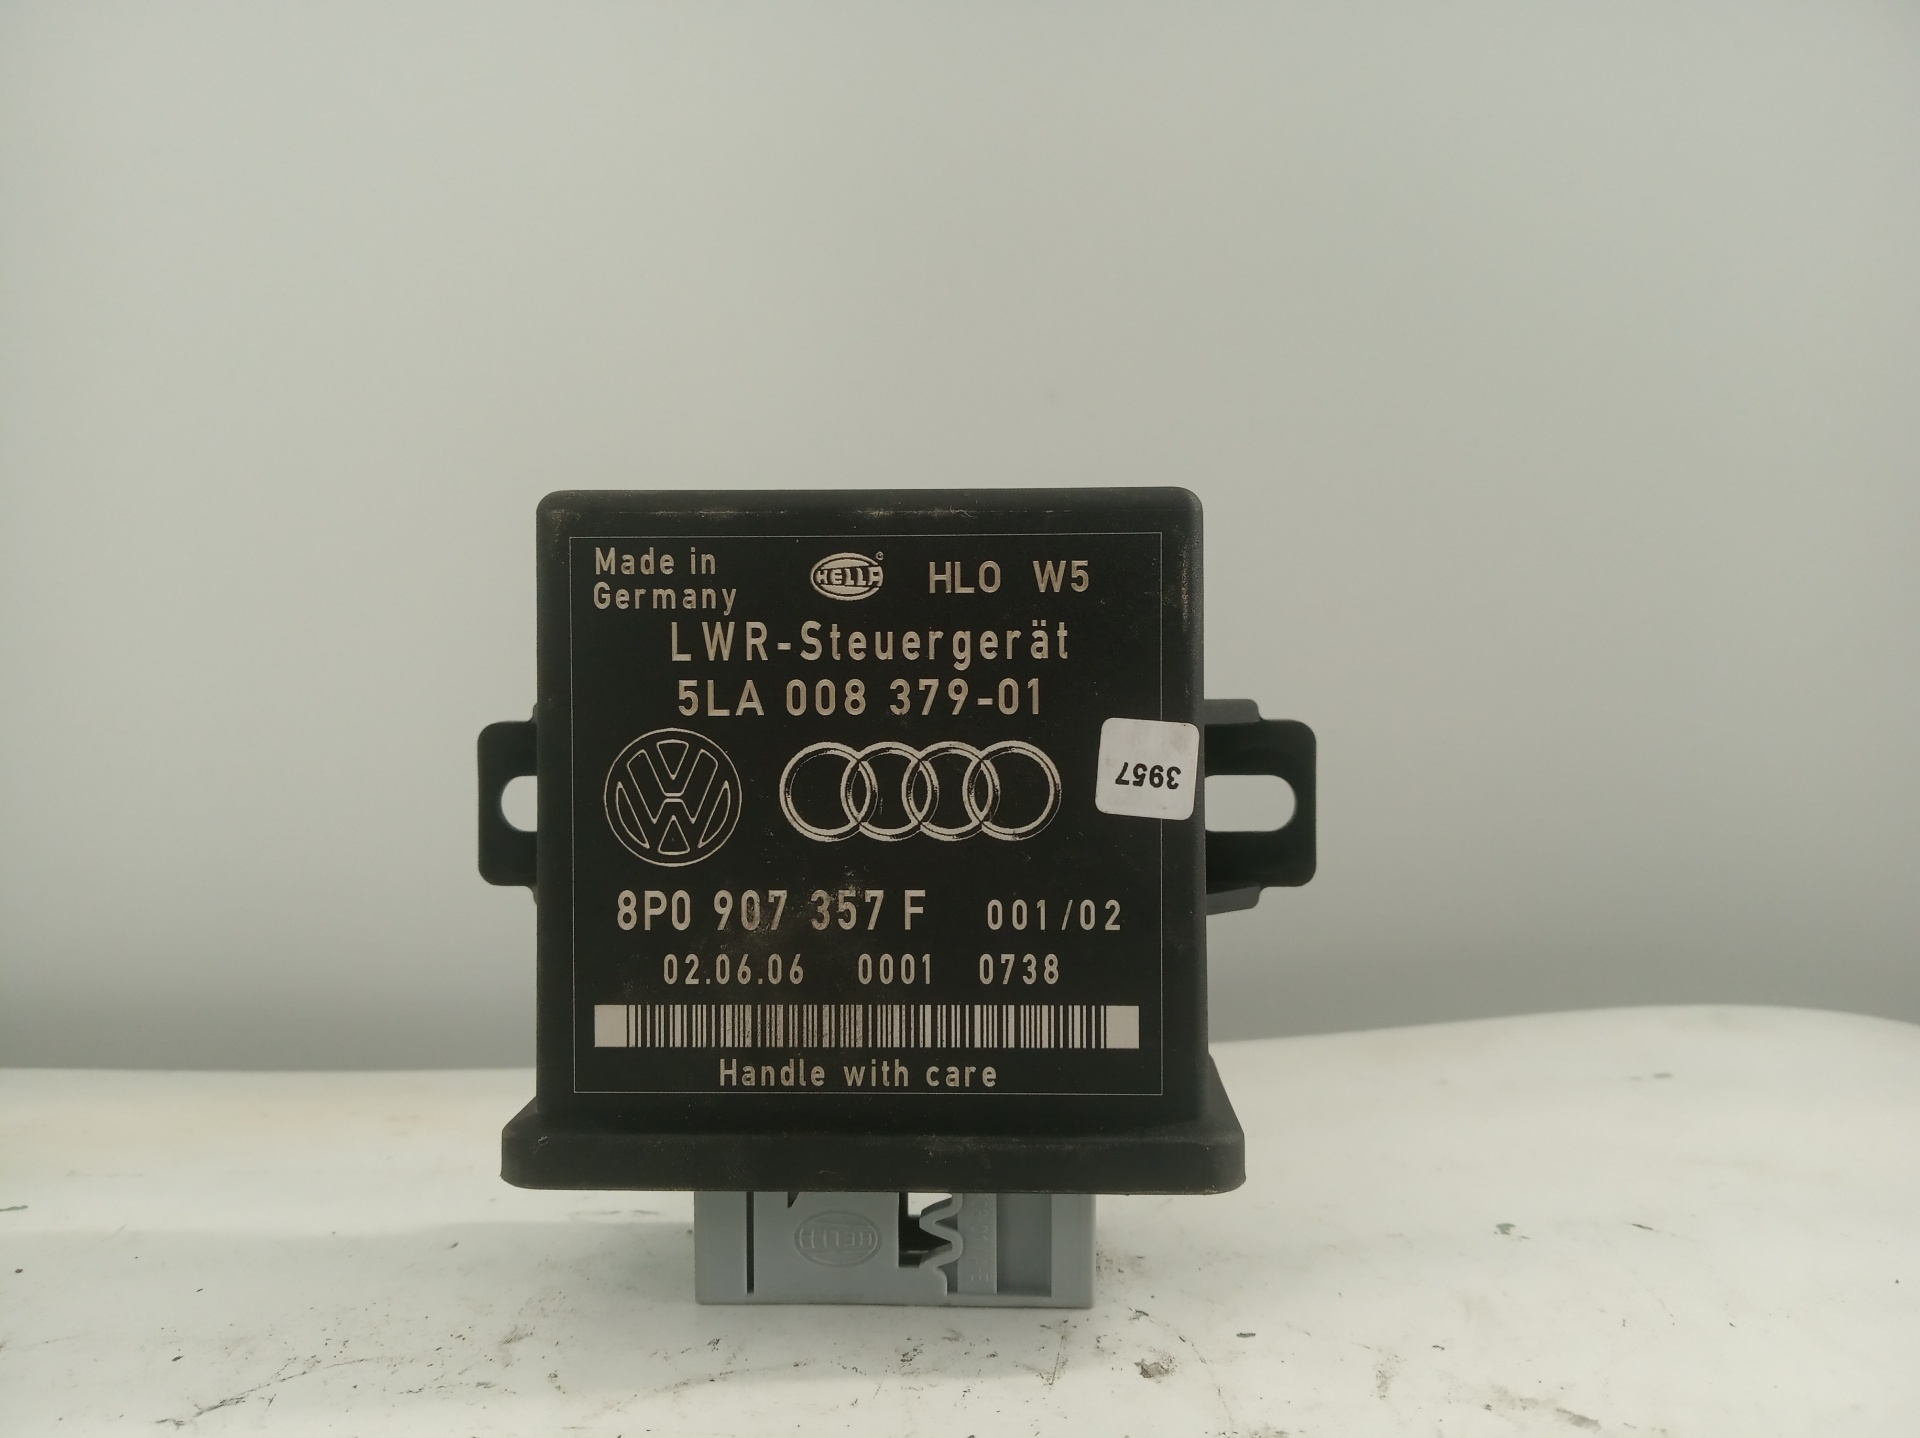 Made in
Germany
HELLA
HLO W5
LWR-Steuergerät
5LA 008 379-01
3957
8P0 907 357 F 001/02
02.06.06 0001 0738
Handle with care
HELLA